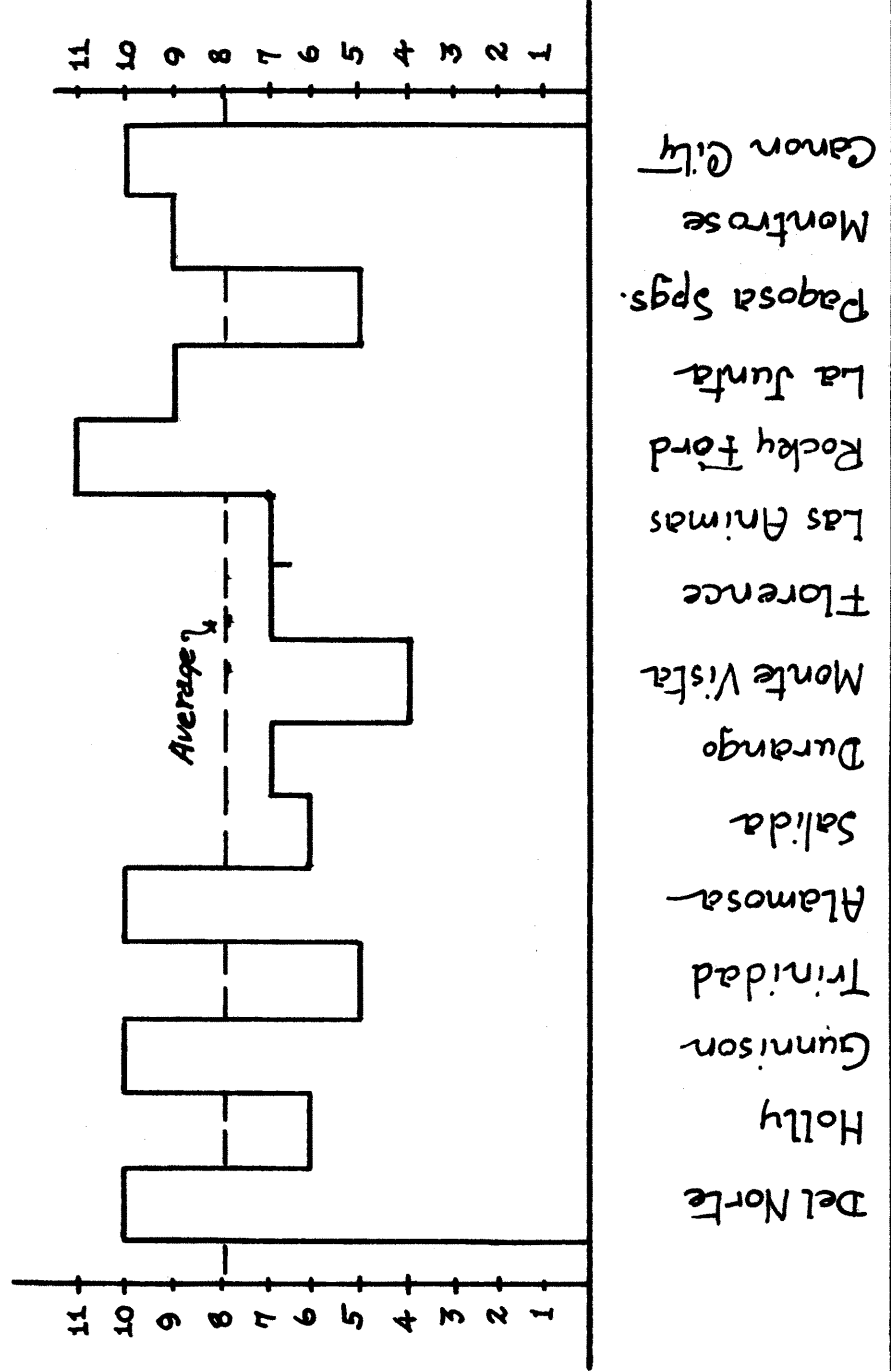 11
10
9
8
7
6
5
4
3
2
1
Average
11
10
9
8
7
6
5
4
3
2
1
Canon City
Montrose
Pagosa Spgs.
La Junta
Rocky Ford
Las Animas
Florence
Monte Vista
Durango
Salida
Alamosa
Trinidad
Gunnison
Holly
Del Norte